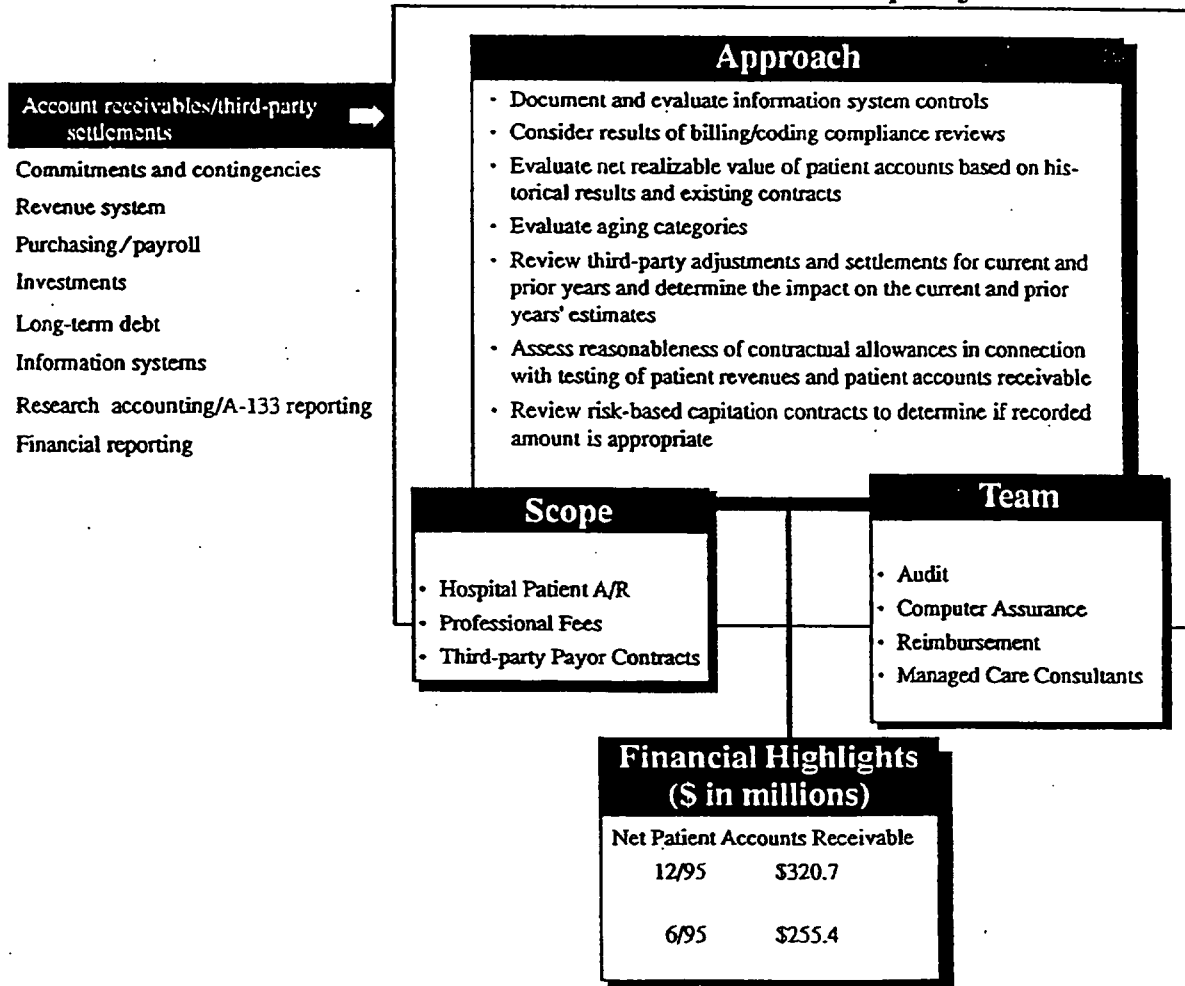 Account receivables/third-party
settlements
Commitments and contingencies
Revenue system
Purchasing/payroll
Investments
Long-term debt
Information systems
Research accounting/A-133 reporting
Financial reporting
Approach
• Document and evaluate information system controls
• Consider results of billing/coding compliance reviews
• Evaluate net realizable value of patient accounts based on his-
torical results and existing contracts
• Evaluate aging categories
• Review third-party adjustments and settlements for current and
prior years and determine the impact on the current and prior
years' estimates
• Assess reasonableness of contractual allowances in connection
with testing of patient revenues and patient accounts receivable
• Review risk-based capitation contracts to determine if recorded
amount is appropriate
Scope
• Hospital Patient A/R
• Professional Fees
• Third-party Payor Contracts
Team
• Audit
• Computer Assurance
• Reimbursement
• Managed Care Consultants
Financial Highlights
($ in millions)
Net Patient Accounts Receivable
12/95 $320.7
6/95 $255.4